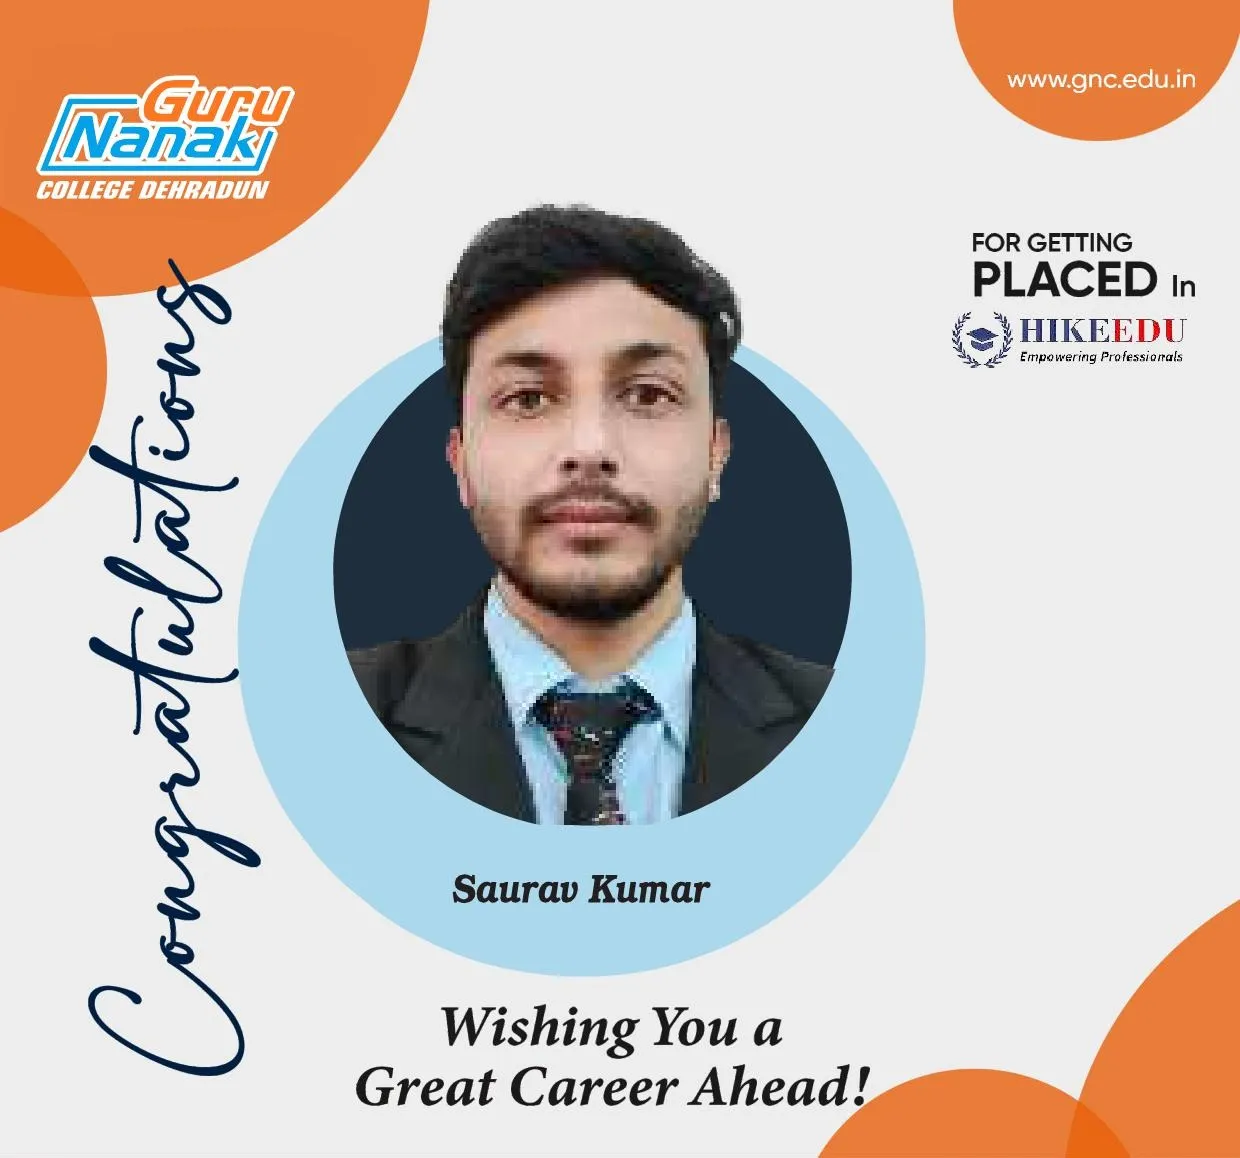 Guru
Nanak
COLLEGE DEHRADUN
www.gnc.edu.in
Congratulations
FOR GETTING
PLACED In
HIKEEDU
Empowering Professionals
Saurav Kumar
Wishing You a
Great Career Ahead!